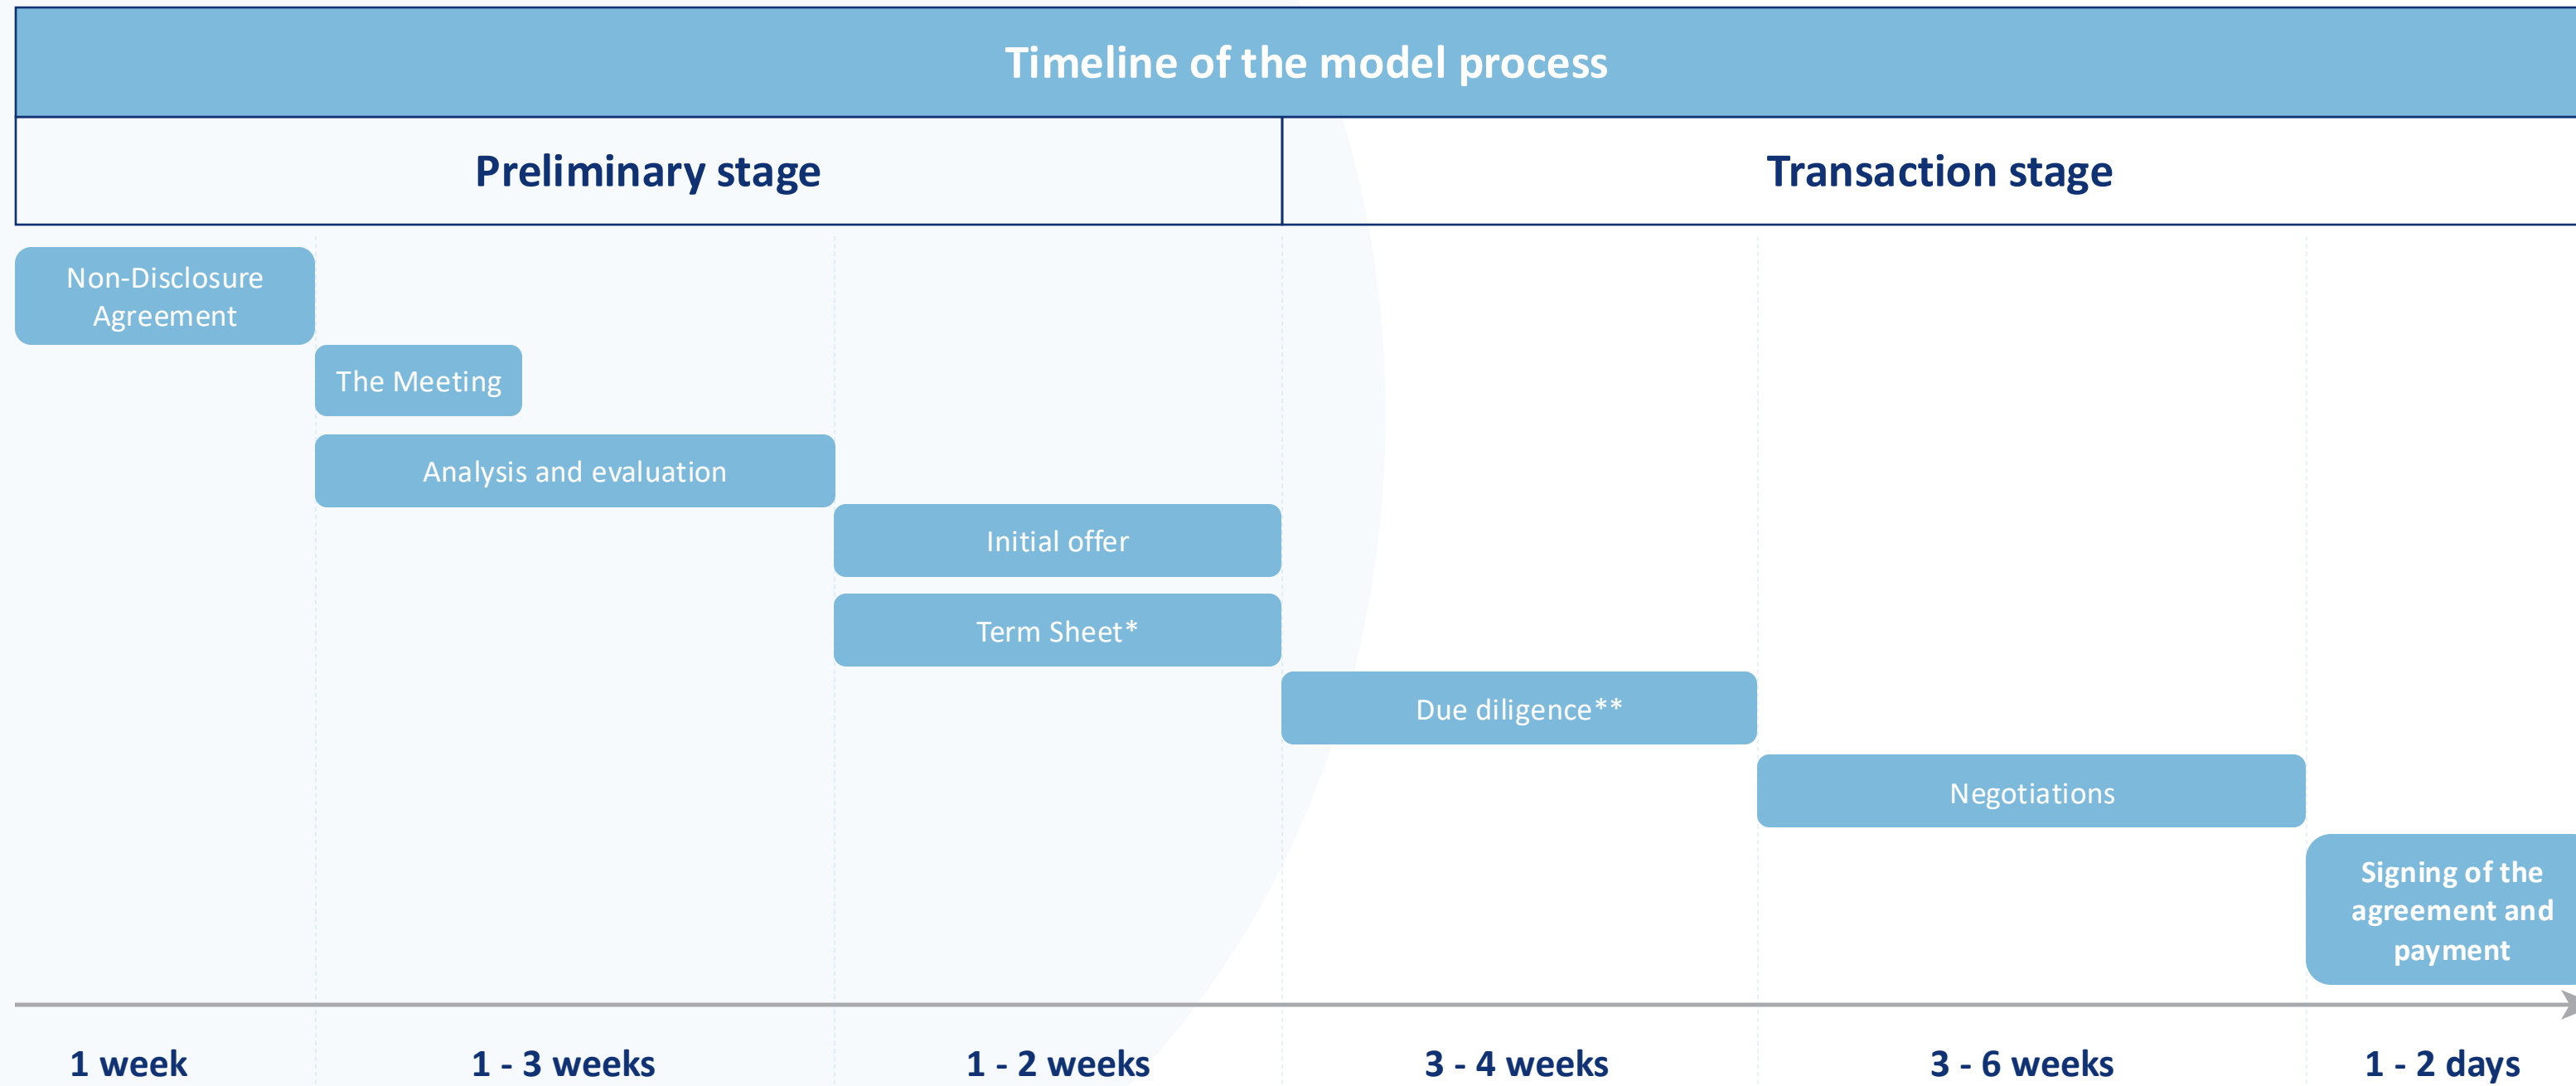 Timeline of the model process
Preliminary stage
Transaction stage
Non-Disclosure
Agreement
The Meeting
Analysis and evaluation
Initial offer
Term Sheet*
Due diligence**
Negotiations
Signing of the
agreement and
payment
1 week
1 - 3 weeks
1 - 2 weeks
3 - 4 weeks
3 - 6 weeks
1 - 2 days